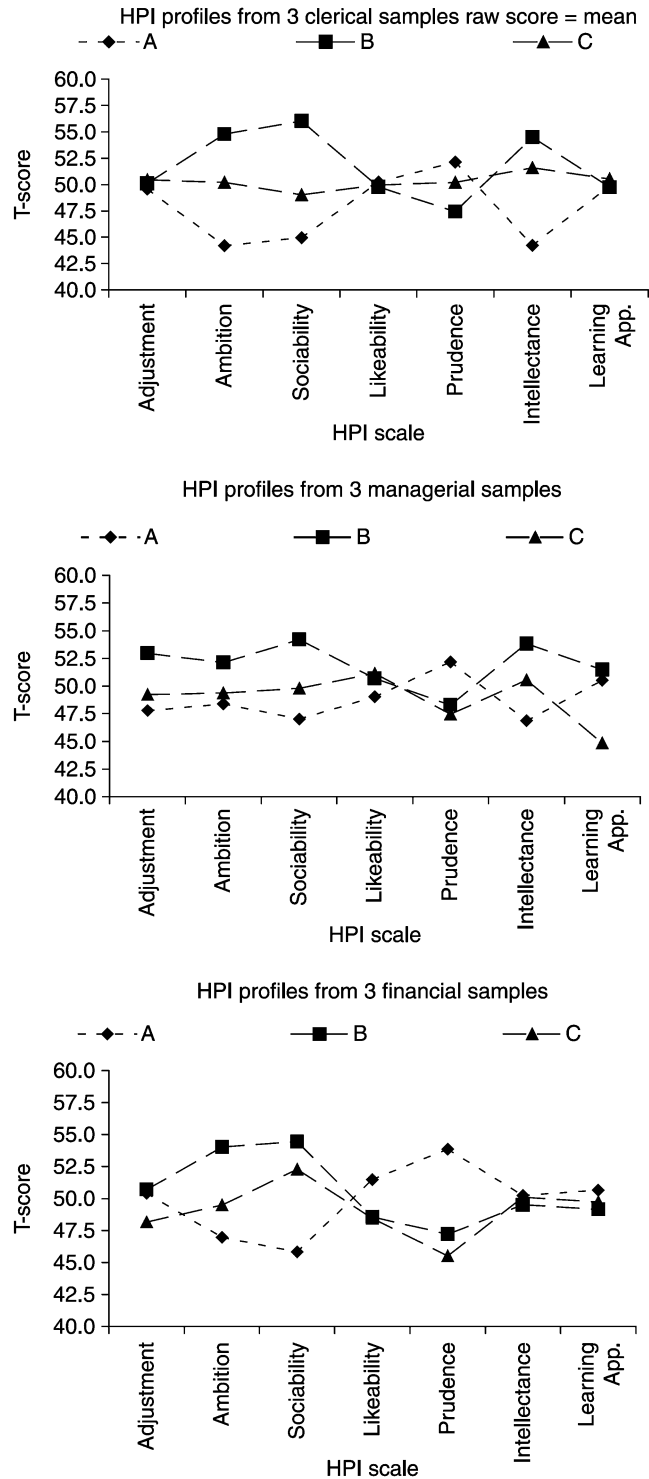 HPI profiles from 3 clerical samples raw score = mean
A B C
60.0
57.5
55.0
52.5
50.0
47.5
45.0
42.5
40.0
T-score
Adjustment
Ambition
Sociability
Likeability
Prudence
Intellectance
Learning
App.
HPI scale
HPI profiles from 3 managerial samples
A B C
60.0
57.5
55.0
52.5
50.0
47.5
45.0
42.5
40.0
T-score
Adjustment
Ambition
Sociability
Likeability
Prudence
Intellectance
Learning
App.
HPI scale
HPI profiles from 3 financial samples
A B C
60.0
57.5
55.0
52.5
50.0
47.5
45.0
42.5
40.0
T-score
Adjustment
Ambition
Sociability
Likeability
Prudence
Intellectance
Learning
App.
HPI scale